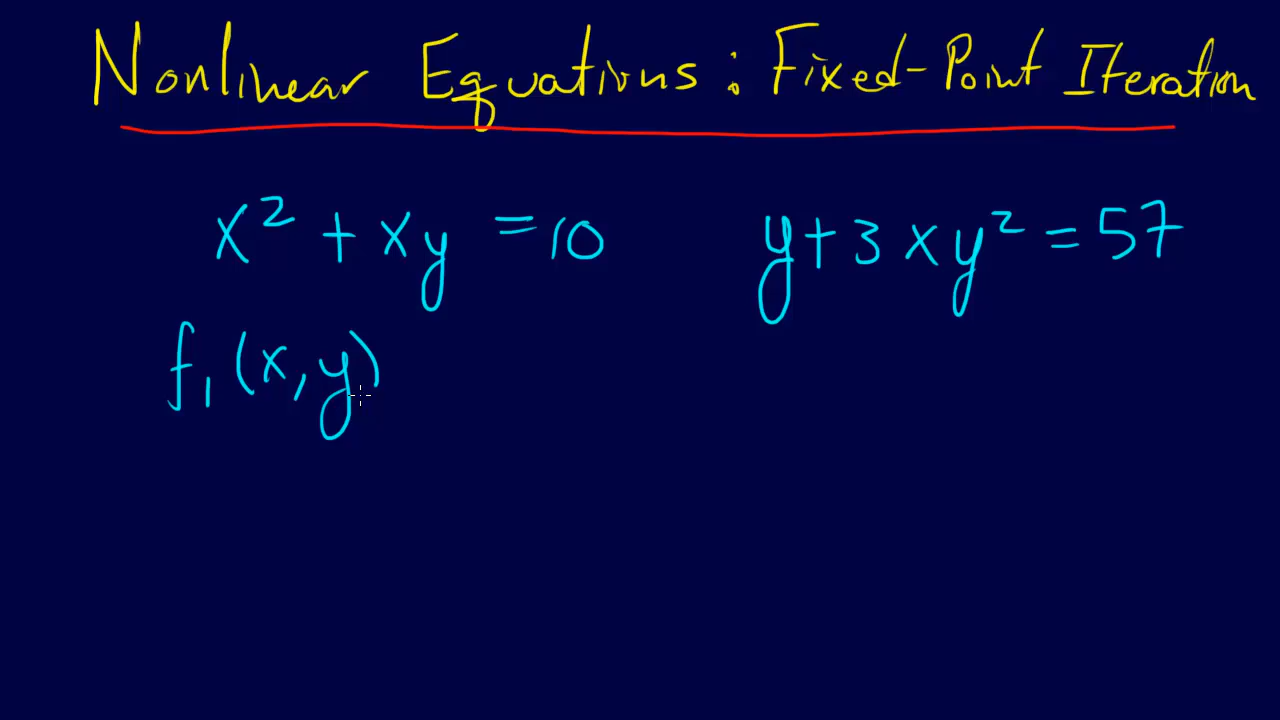 Nonlinear Equations : Fixed-Point Iteration
x² + xy = 10 y + 3xy² = 57
f₁(x, y)